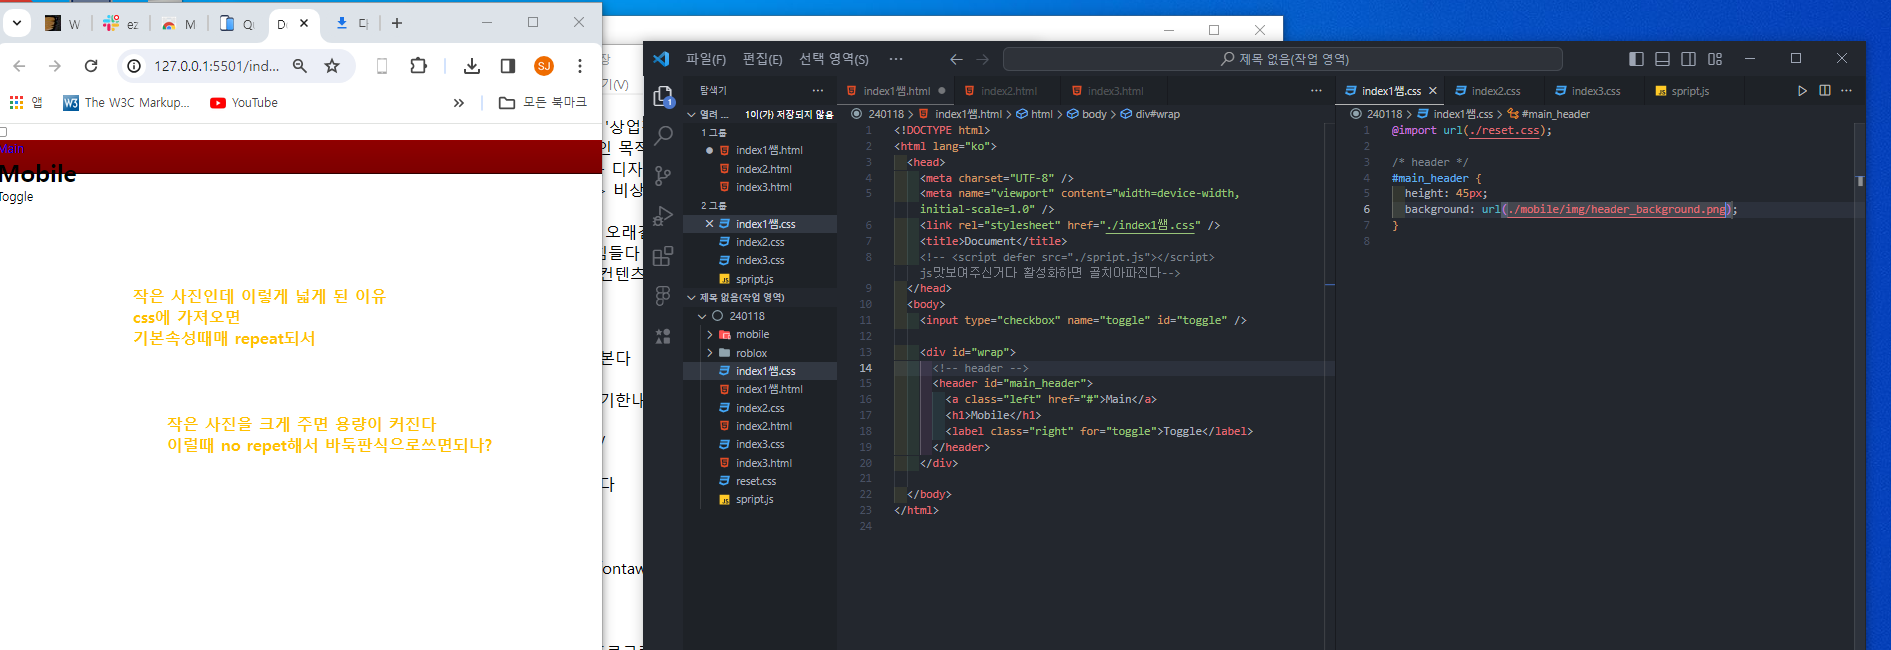 W
ez
M
Qu
De
다
127.0.0.1:5501/ind...
SJ
앱
The W3C Markup...
YouTube
모든 북마크
Main
Mobile
Toggle
작은 사진인데 이렇게 넓게 된 이유
css에 가져오면
기본속성때매 repeat되서
작은 사진을 크게 주면 용량이 커진다
이럴때 no repet해서 바둑판식으로쓰면되나?
장
기(V)
'상업
인 목적
디자
비상
오래
힘들다
컨텐츠
본다
기한
다
ontaw
파일(F) 편집(E) 선택 영역(S) ···
제목 없음(작업 영역)
탐색기
열려 ... 1이(가) 저장되지 않음
1 그룹
index1쌤.html
index2.html
index3.html
2 그룹
index1쌤.css
index2.css
index3.css
spript.js
제목 없음(작업 영역)
240118
mobile
roblox
index1쌤.css
index1쌤.html
index2.css
index2.html
index3.css
index3.html
reset.css
spript.js
index1쌤.html index2.html index3.html
240118 > index1쌤.html > html > body > div#wrap
1 <!DOCTYPE html>
2 <html lang="ko">
3 <head>
4 <meta charset="UTF-8" />
5 <meta name="viewport" content="width=device-width,
initial-scale=1.0" />
6 <link rel="stylesheet" href="./index1쌤.css" />
7 <title>Document</title>
8 <!-- <script defer src="./spript.js"></script>
js맛보여주신거다 활성화하면 골치아파진다-->
9 </head>
10 <body>
11 <input type="checkbox" name="toggle" id="toggle" />
12
13 <div id="wrap">
14 <!-- header -->
15 <header id="main_header">
16 <a class="left" href="#">Main</a>
17 <h1>Mobile</h1>
18 <label class="right" for="toggle">Toggle</label>
19 </header>
20 </div>
21
22 </body>
23 </html>
24
index1쌤.css index2.css index3.css spript.js
240118 > index1쌤.css > #main_header
1 @import url(./reset.css);
2
3 /* header */
4 #main_header {
5 height: 45px;
6 background: url(./mobile/img/header_background.png);
7 }
8